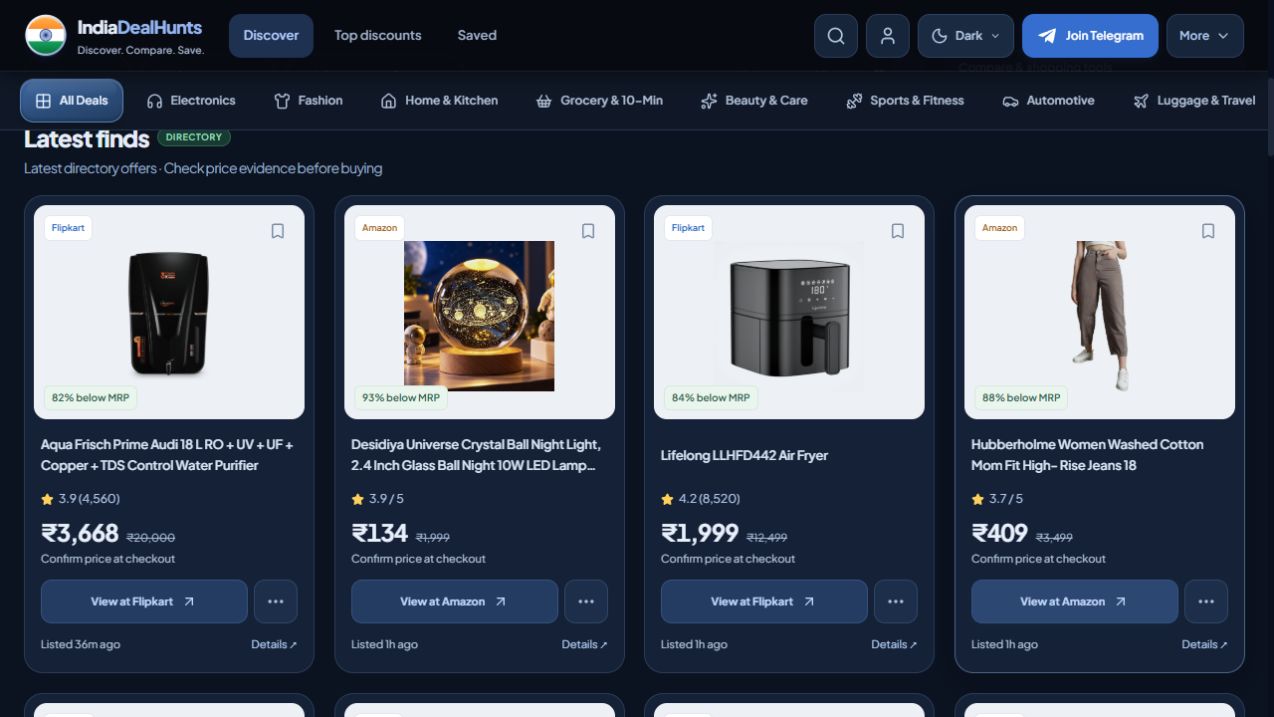 IndiaDealHunts
Discover. Compare. Save.
Discover
Top discounts
Saved
Dark
Join Telegram
More
Compare & shopping tools
All Deals
Electronics
Fashion
Home & Kitchen
Grocery & 10-Min
Beauty & Care
Sports & Fitness
Automotive
Luggage & Travel
Latest finds DIRECTORY
Latest directory offers · Check price evidence before buying
Flipkart
82% below MRP
Aqua Frisch Prime Audi 18 L RO + UV + UF +
Copper + TDS Control Water Purifier
3.9 (4,560)
₹3,668 ₹20,000
Confirm price at checkout
View at Flipkart
Listed 36m ago
Details ↗
Amazon
93% below MRP
Desidiya Universe Crystal Ball Night Light,
2.4 Inch Glass Ball Night 10W LED Lamp...
3.9 / 5
₹134 ₹1,999
Confirm price at checkout
View at Amazon
Listed 1h ago
Details ↗
Flipkart
180°
84% below MRP
Lifelong LLHFD442 Air Fryer
4.2 (8,520)
₹1,999 ₹12,499
Confirm price at checkout
View at Flipkart
Listed 1h ago
Details ↗
Amazon
88% below MRP
Hubberholme Women Washed Cotton
Mom Fit High- Rise Jeans 18
3.7 / 5
₹409 ₹3,499
Confirm price at checkout
View at Amazon
Listed 1h ago
Details ↗